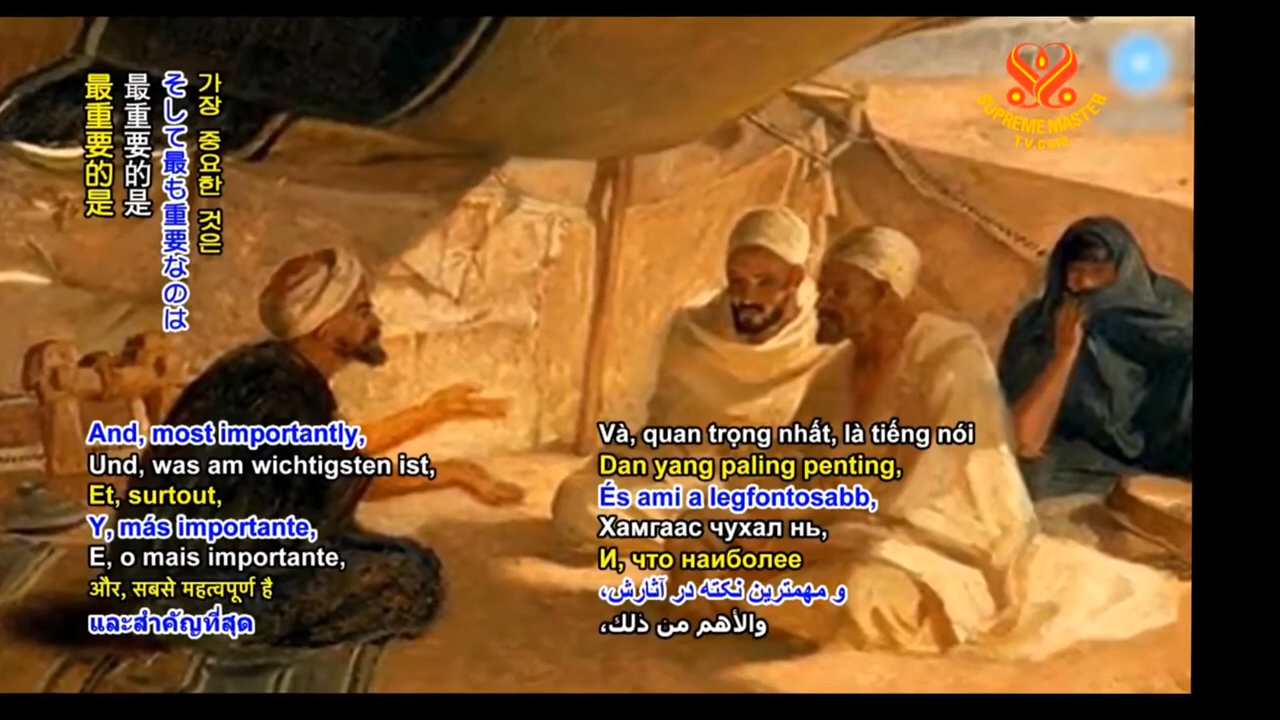 가장 중요한 것은
そして最も重要なのは
最重要的是
最重要的是
SUPREME MASTER
TV.com
And, most importantly,
Und, was am wichtigsten ist,
Et, surtout,
Y, más importante,
E, o mais importante,
और, सबसे महत्वपूर्ण है
และสำคัญที่สุด
Và, quan trọng nhất, là tiếng nói
Dan yang paling penting,
És ami a legfontosabb,
Хамгаас чухал нь,
И, что наиболее
و مهمترین نکته در آثارش،
والأهم من ذلك،